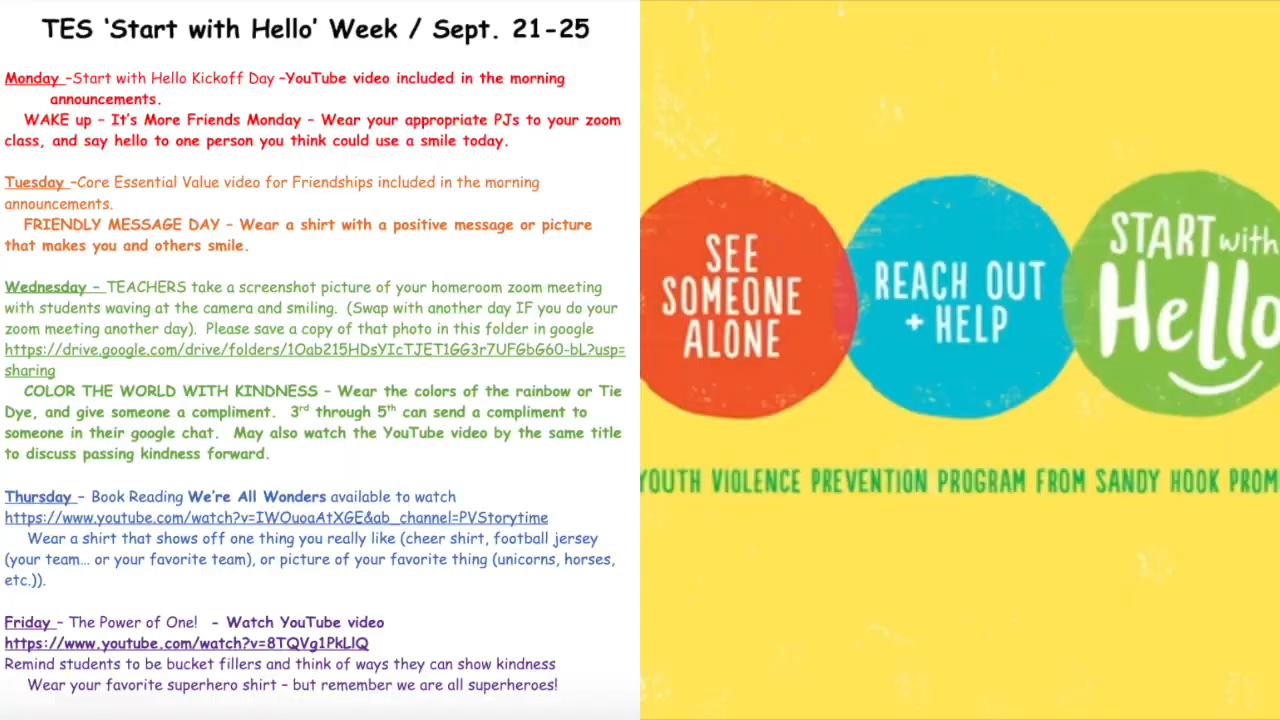 TES ‘Start with Hello’ Week / Sept. 21-25
Monday –Start with Hello Kickoff Day –YouTube video included in the morning
announcements.
WAKE up – It’s More Friends Monday – Wear your appropriate PJs to your zoom
class, and say hello to one person you think could use a smile today.
Tuesday –Core Essential Value video for Friendships included in the morning
announcements.
FRIENDLY MESSAGE DAY – Wear a shirt with a positive message or picture
that makes you and others smile.
Wednesday – TEACHERS take a screenshot picture of your homeroom zoom meeting
with students waving at the camera and smiling. (Swap with another day IF you do your
zoom meeting another day). Please save a copy of that photo in this folder in google
https://drive.google.com/drive/folders/1Oab215HDsYIcTJET1GG3r7UFGbG60-bL?usp=
sharing
COLOR THE WORLD WITH KINDNESS – Wear the colors of the rainbow or Tie
Dye, and give someone a compliment. 3rd through 5th can send a compliment to
someone in their google chat. May also watch the YouTube video by the same title
to discuss passing kindness forward.
Thursday – Book Reading We’re All Wonders available to watch
https://www.youtube.com/watch?v=IWOuoaAtXGE&ab_channel=PVStorytime
Wear a shirt that shows off one thing you really like (cheer shirt, football jersey
(your team… or your favorite team), or picture of your favorite thing (unicorns, horses,
etc.)).
Friday – The Power of One! - Watch YouTube video
https://www.youtube.com/watch?v=8TQVg1PkLlQ
Remind students to be bucket fillers and think of ways they can show kindness
Wear your favorite superhero shirt – but remember we are all superheroes!
SEE
SOMEONE
ALONE
REACH OUT
+ HELP
START with
Hello
YOUTH VIOLENCE PREVENTION PROGRAM FROM SANDY HOOK PROM